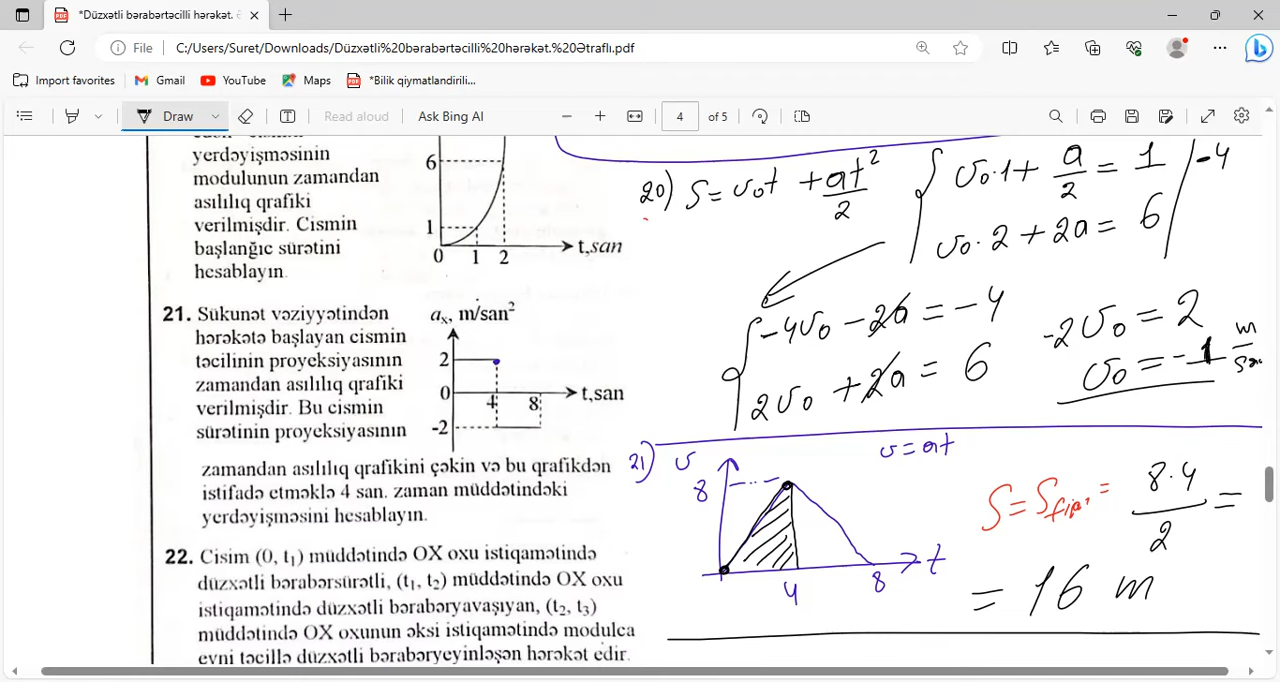 *Düzxətli bərabərtəcilli hərəkət.
File
C:/Users/Suret/Downloads/Düzxətli%20bərabərtəcilli%20hərəkət.%20Ətraflı.pdf
Import favorites
Gmail
YouTube
Maps
*Bilik qiymətləndirili...
Draw
Read aloud
Ask Bing AI
4 of 5
yerdəyişməsinin
modulunun zamandan
asılılıq qrafiki
verilmişdir. Cismin
başlanğıc sürətini
hesablayın.
6
1
0 1 2
t,san
21. Sükunət vəziyyətindən
hərəkətə başlayan cismin
təcilinin proyeksiyasının
zamandan asılılıq qrafiki
verilmişdir. Bu cismin
sürətinin proyeksiyasının
zamandan asılılıq qrafikini çəkin və bu qrafikdən
istifadə etməklə 4 san. zaman müddətindəki
yerdəyişməsini hesablayın.
aₓ, m/san²
2
0
-2
4 8
t,san
22. Cisim (0, t₁) müddətində OX oxu istiqamətində
düzxətli bərabərsürətli, (t₁, t₂) müddətində OX oxu
istiqamətində düzxətli bərabəryavaşıyan, (t₂, t₃)
müddətində OX oxunun əksi istiqamətində modulca
eyni təcillə düzxətli bərabəryeyinləşən hərəkət edir.
20) S = υ₀t + at²/2
υ₀·1 + a/2 = 1 /-4
υ₀·2 + 2a = 6
-4υ₀ - 2a = -4
2υ₀ + 2a = 6
-2υ₀ = 2
υ₀ = -1 m
21) υ
υ = at
8
4 8
t
S = Sfiq. = 8·4/2 =
= 16 m